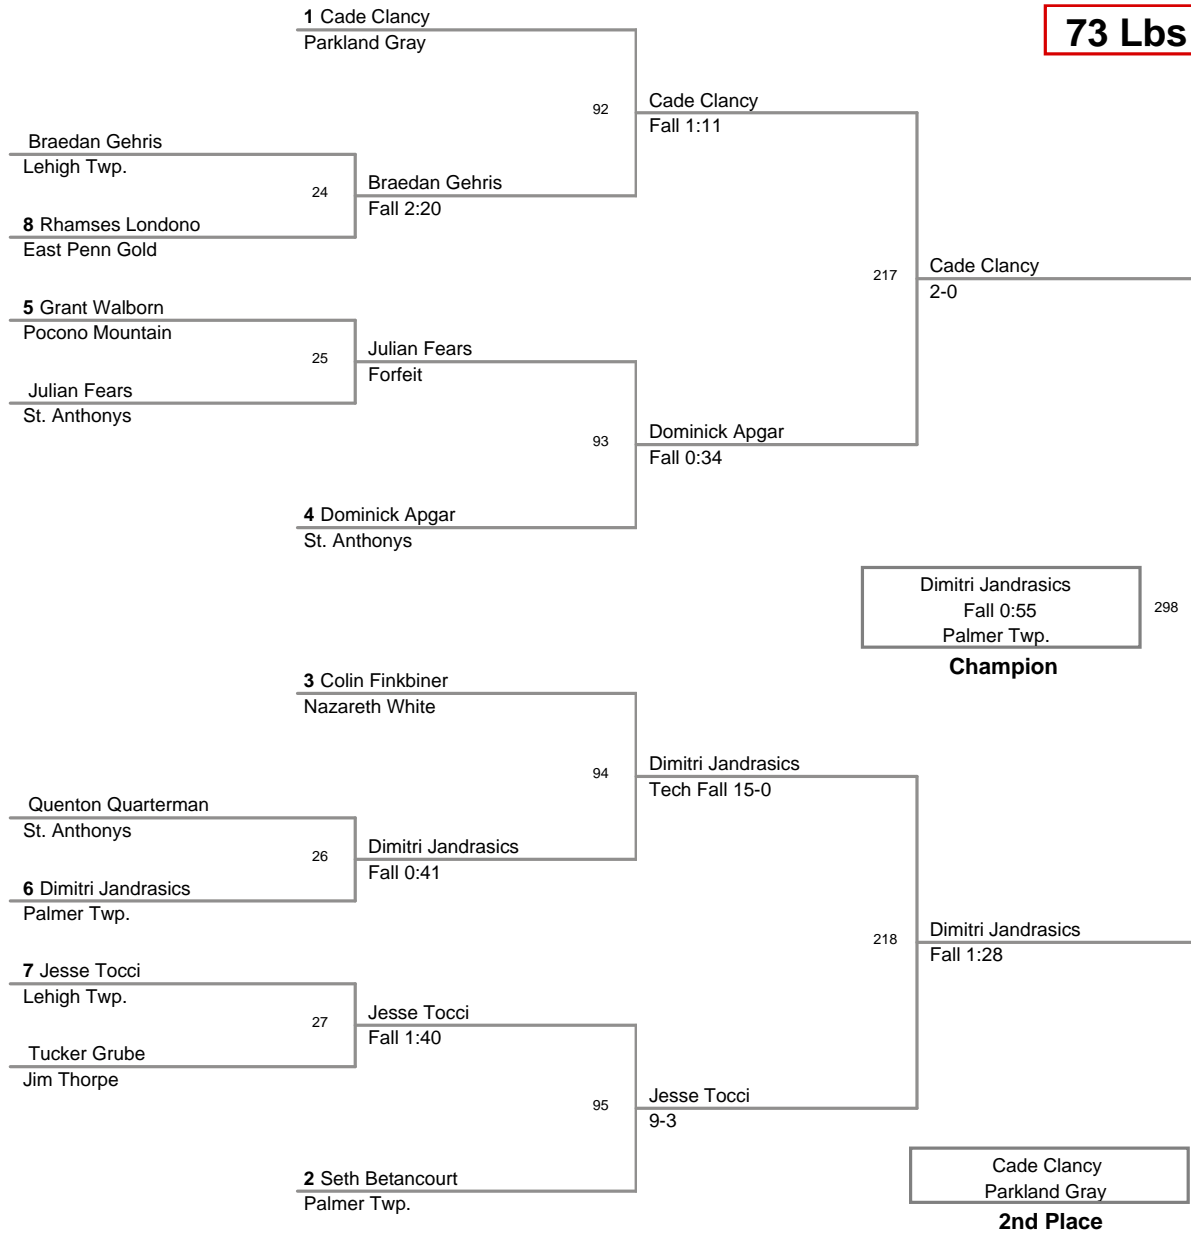 1 Cade Clancy
Parkland Gray
73 Lbs
92
Cade Clancy
Fall 1:11
Braedan Gehris
Lehigh Twp.
24
Braedan Gehris
Fall 2:20
8 Rhamses Londono
East Penn Gold
217
Cade Clancy
2-0
5 Grant Walborn
Pocono Mountain
25
Julian Fears
Forfeit
Julian Fears
St. Anthonys
93
Dominick Apgar
Fall 0:34
4 Dominick Apgar
St. Anthonys
Dimitri Jandrasics
Fall 0:55
Palmer Twp.
298
Champion
3 Colin Finkbiner
Nazareth White
94
Dimitri Jandrasics
Tech Fall 15-0
Quenton Quarterman
St. Anthonys
26
Dimitri Jandrasics
Fall 0:41
6 Dimitri Jandrasics
Palmer Twp.
218
Dimitri Jandrasics
Fall 1:28
7 Jesse Tocci
Lehigh Twp.
27
Jesse Tocci
Fall 1:40
Tucker Grube
Jim Thorpe
95
Jesse Tocci
9-3
2 Seth Betancourt
Palmer Twp.
Cade Clancy
Parkland Gray
2nd Place